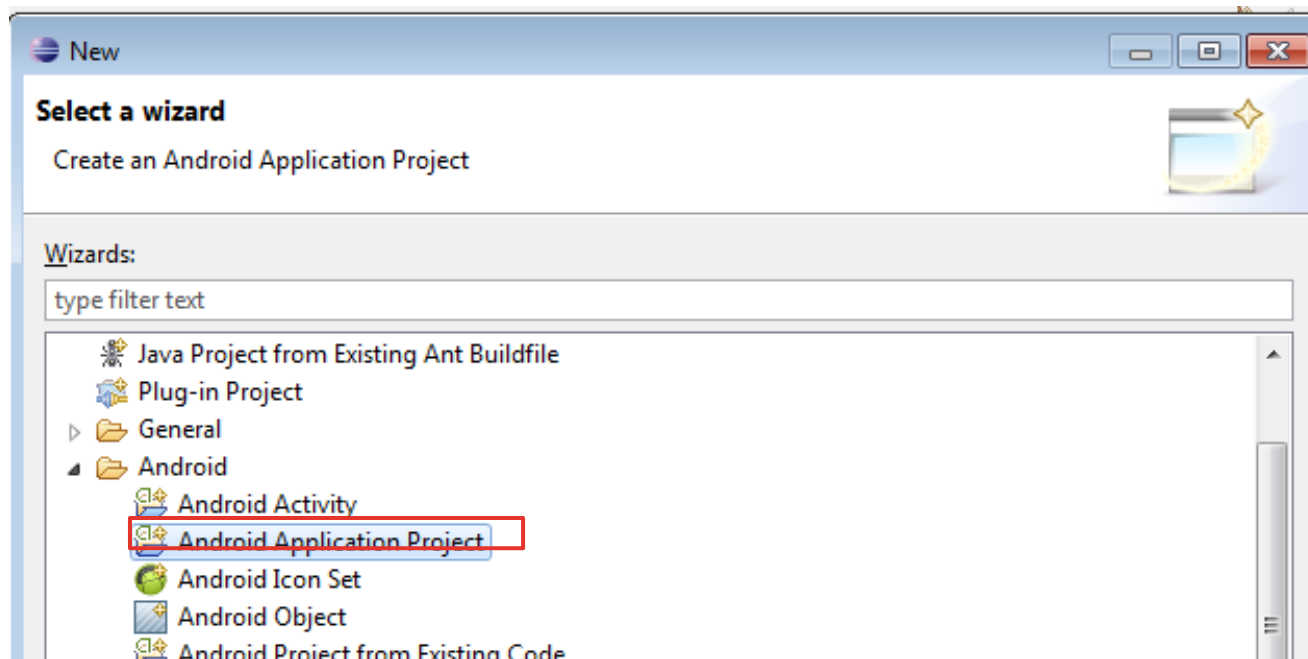 New
Select a wizard
Create an Android Application Project
Wizards:
type filter text
Java Project from Existing Ant Buildfile
Plug-in Project
General
Android
Android Activity
Android Application Project
Android Icon Set
Android Object
Android Project from Existing Code